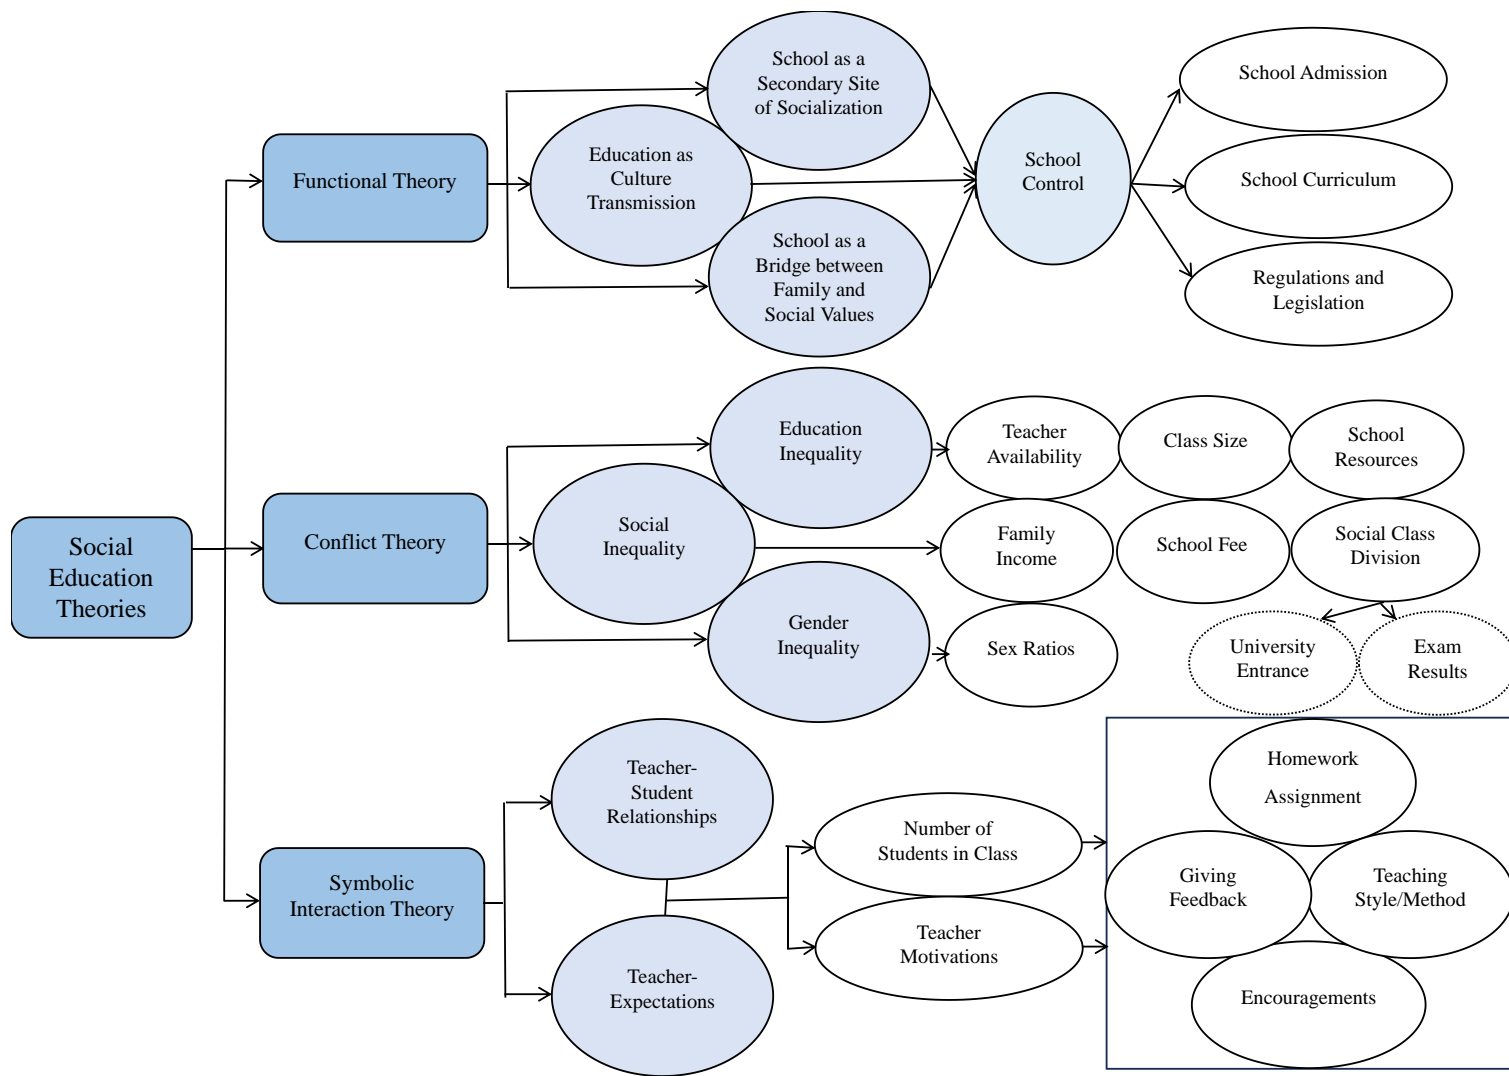 Social
Education
Theories
Functional Theory
School as a
Secondary Site
of Socialization
Education as
Culture
Transmission
School as a
Bridge between
Family and
Social Values
School
Control
School Admission
School Curriculum
Regulations and
Legislation
Conflict Theory
Education
Inequality
Social
Inequality
Gender
Inequality
Teacher
Availability
Class Size
School
Resources
Family
Income
School Fee
Social Class
Division
Sex Ratios
University
Entrance
Exam
Results
Symbolic
Interaction Theory
Teacher-
Student
Relationships
Teacher-
Expectations
Number of
Students in Class
Teacher
Motivations
Homework
Assignment
Giving
Feedback
Teaching
Style/Method
Encouragements